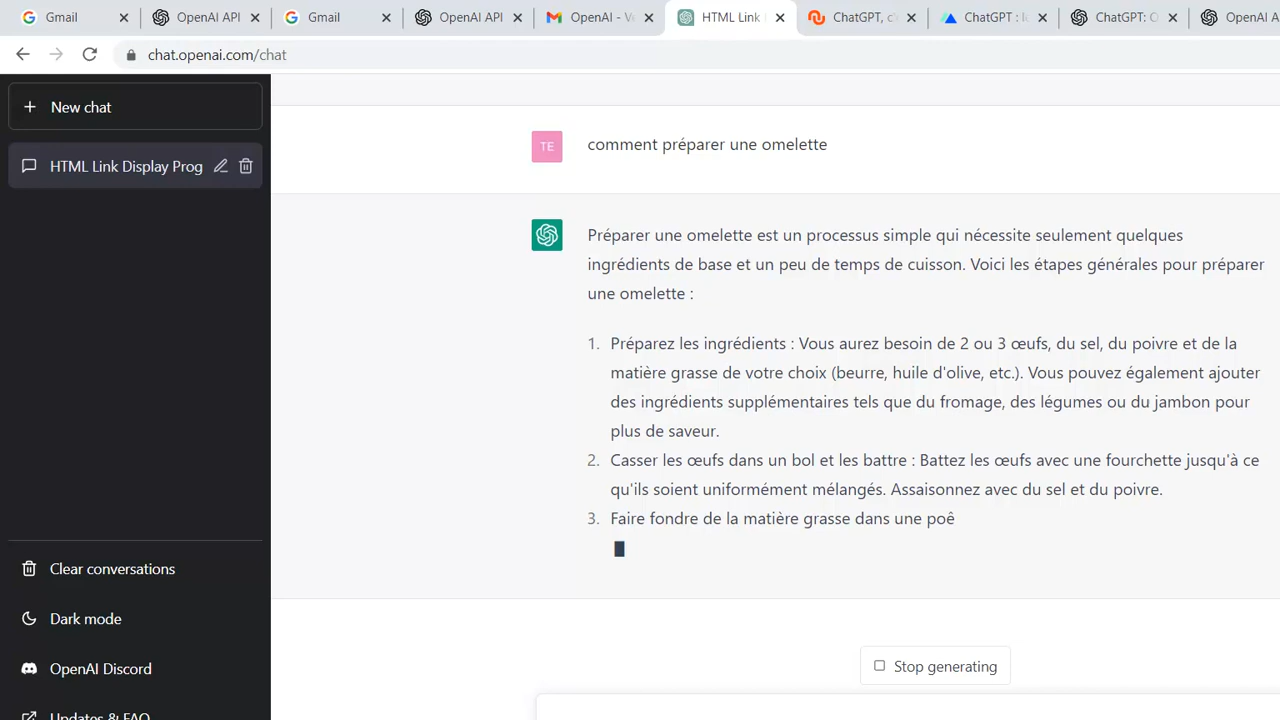 Gmail
OpenAI API
Gmail
OpenAI API
OpenAI - V
HTML Link
ChatGPT, c
ChatGPT : l
ChatGPT: O
OpenAI A
chat.openai.com/chat
New chat
HTML Link Display Prog
TE
comment préparer une omelette
Préparer une omelette est un processus simple qui nécessite seulement quelques
ingrédients de base et un peu de temps de cuisson. Voici les étapes générales pour préparer
une omelette :
1. Préparez les ingrédients : Vous aurez besoin de 2 ou 3 œufs, du sel, du poivre et de la
matière grasse de votre choix (beurre, huile d'olive, etc.). Vous pouvez également ajouter
des ingrédients supplémentaires tels que du fromage, des légumes ou du jambon pour
plus de saveur.
2. Casser les œufs dans un bol et les battre : Battez les œufs avec une fourchette jusqu'à ce
qu'ils soient uniformément mélangés. Assaisonnez avec du sel et du poivre.
3. Faire fondre de la matière grasse dans une poê
Clear conversations
Dark mode
OpenAI Discord
Updates & FAQ
Stop generating